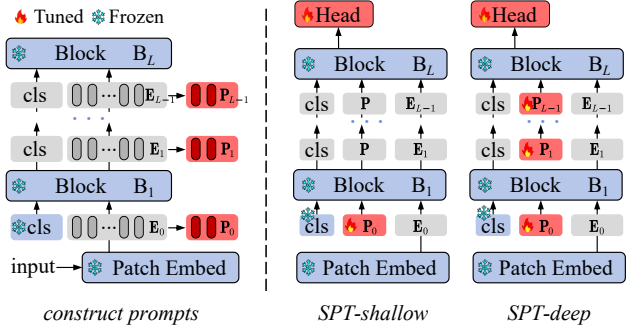 Tuned Frozen
Block B_L
cls ··· E_{L-1} P_{L-1}
· · ·
cls ··· E_1 P_1
Block B_1
cls ··· E_0 P_0
input Patch Embed
construct prompts
Head
Block B_L
cls P E_{L-1}
···
cls P E_1
Block B_1
cls P_0 E_0
Patch Embed
SPT-shallow
Head
Block B_L
cls P_{L-1} E_{L-1}
···
cls P_1 E_1
Block B_1
cls P_0 E_0
Patch Embed
SPT-deep